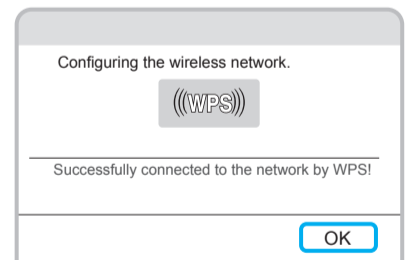 Configuring the wireless network.
(((WPS)))
Successfully connected to the network by WPS!
OK